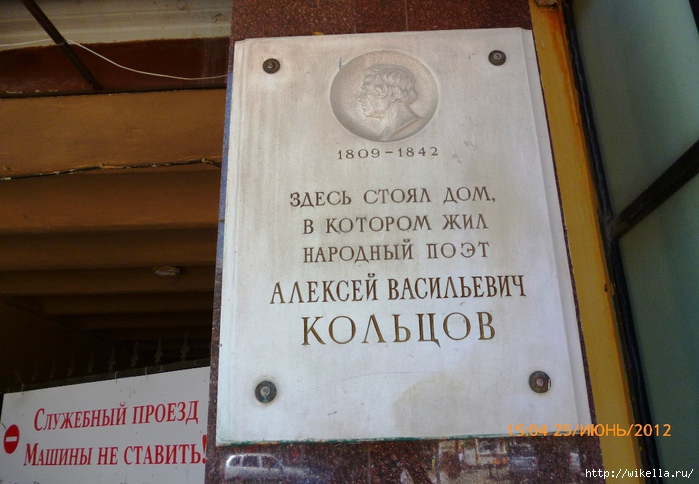 1809-1842
ЗДЕСЬ СТОЯЛ ДОМ,
В КОТОРОМ ЖИЛ
НАРОДНЫЙ ПОЭТ
АЛЕКСЕЙ ВАСИЛЬЕВИЧ
КОЛЬЦОВ
СЛУЖЕБНЫЙ ПРОЕЗД
МАШИНЫ НЕ СТАВИТЬ!
15:04 25/ИЮНЬ/2012
http://wikella.ru/